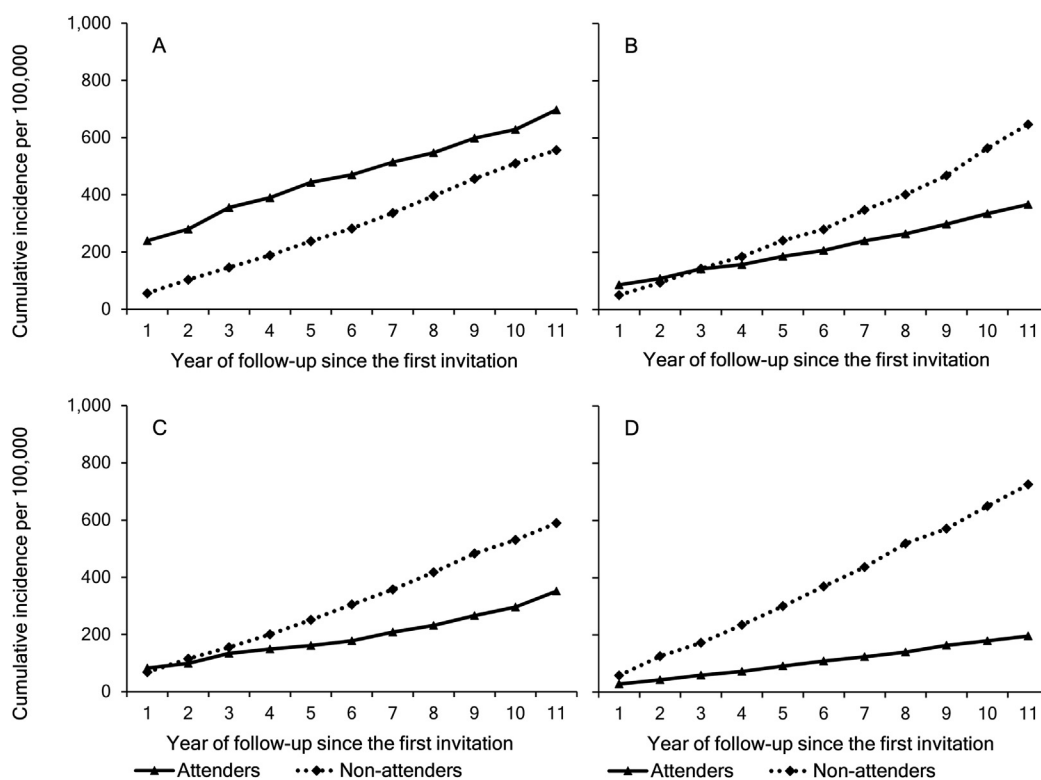 Cumulative incidence per 100,000
1,000
800
600
400
200
0
A
1 2 3 4 5 6 7 8 9 10 11
Year of follow-up since the first invitation
B
1 2 3 4 5 6 7 8 9 10 11
Year of follow-up since the first invitation
Cumulative incidence per 100,000
1,000
800
600
400
200
0
C
1 2 3 4 5 6 7 8 9 10 11
Year of follow-up since the first invitation
D
1 2 3 4 5 6 7 8 9 10 11
Year of follow-up since the first invitation
Attenders Non-attenders